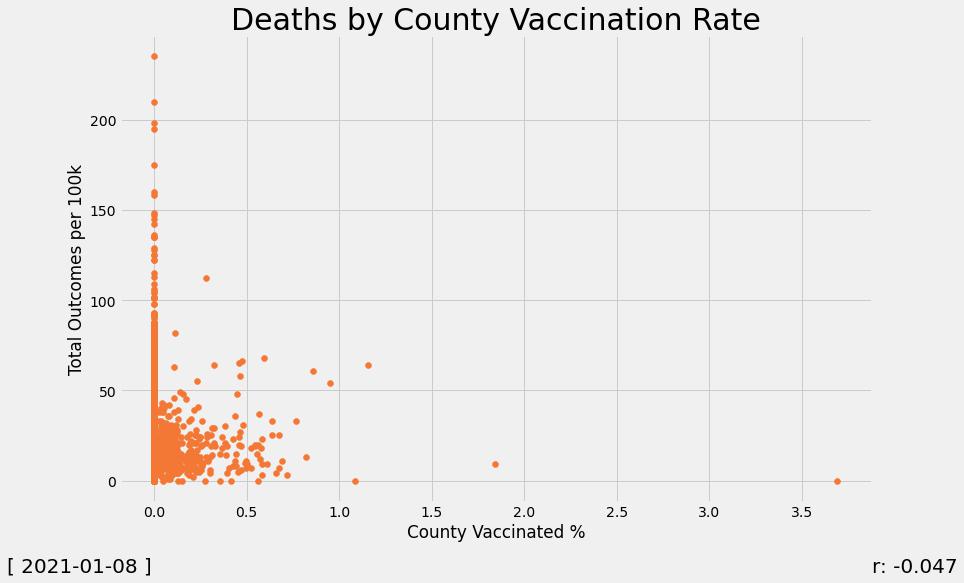 Deaths by County Vaccination Rate
Total Outcomes per 100k
200
150
100
50
0
0.0 0.5 1.0 1.5 2.0 2.5 3.0 3.5
County Vaccinated %
[ 2021-01-08 ] r: -0.047